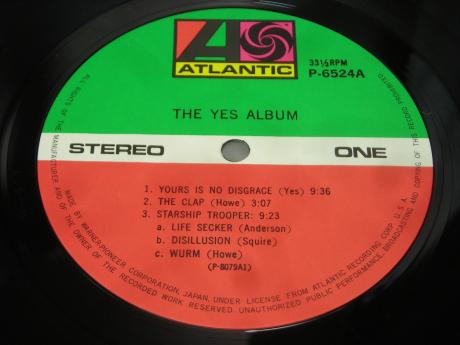 ATLANTIC
33⅓RPM
P-6524A
THE YES ALBUM
STEREO ONE
1. YOURS IS NO DISGRACE (Yes) 9:36
2. THE CLAP (Howe) 3:07
3. STARSHIP TROOPER: 9:23
a. LIFE SECKER (Anderson)
b. DISILLUSION (Squire)
c. WURM (Howe)
(P-8079A1)
ALL RIGHTS OF THE MANUFACTURER AND OF THE OWNER OF THE RECORDED WORK RESERVED. UNAUTHORIZED PUBLIC PERFORMANCE, BROADCASTING AND COPYING OF THIS RECORD PROHIBITED
MADE BY WARNER-PIONEER CORPORATION, JAPAN, UNDER LICENSE FROM ATLANTIC RECORDING CORP. U.S.A.